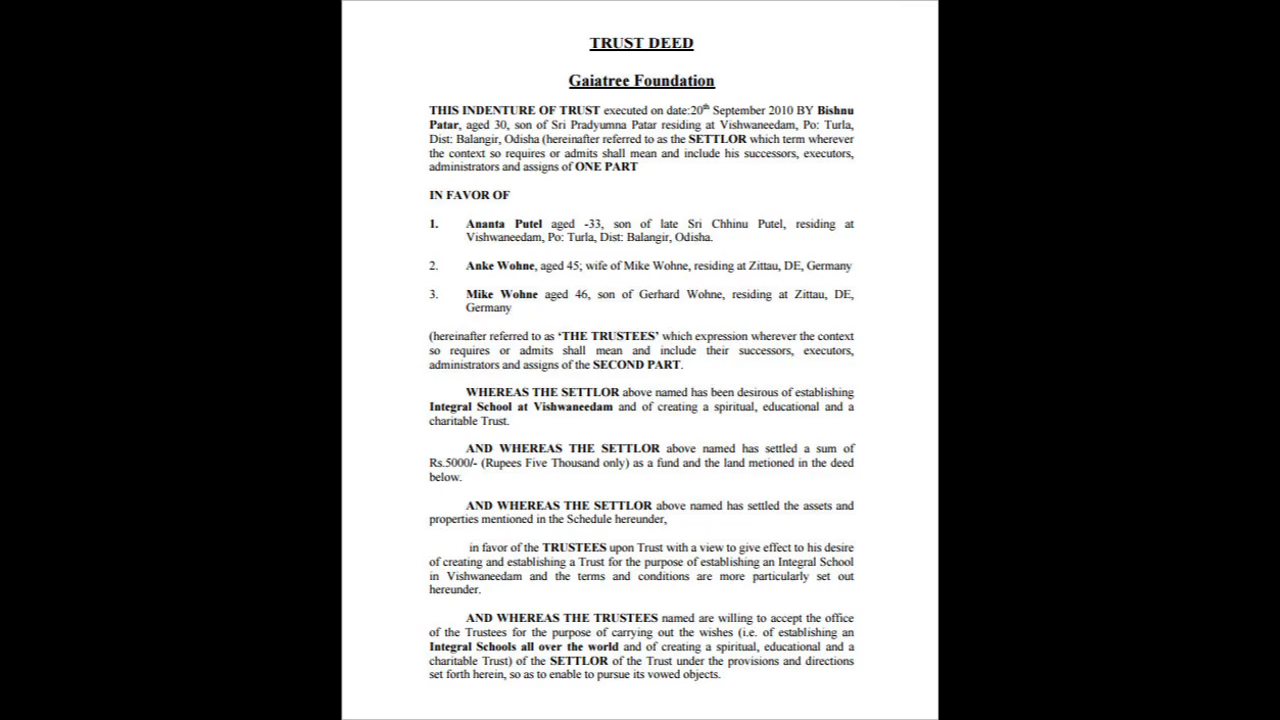 TRUST DEED
Gaiatree Foundation
THIS INDENTURE OF TRUST executed on date:20th September 2010 BY Bishnu
Patar, aged 30, son of Sri Pradyumna Patar residing at Vishwaneedam, Po: Turla,
Dist: Balangir, Odisha (hereinafter referred to as the SETTLOR which term wherever
the context so requires or admits shall mean and include his successors, executors,
administrators and assigns of ONE PART
IN FAVOR OF
1. Ananta Putel aged -33, son of late Sri Chhinu Putel, residing at
Vishwaneedam, Po: Turla, Dist: Balangir, Odisha.
2. Anke Wohne, aged 45; wife of Mike Wohne, residing at Zittau, DE, Germany
3. Mike Wohne aged 46, son of Gerhard Wohne, residing at Zittau, DE,
Germany
(hereinafter referred to as ‘THE TRUSTEES’ which expression wherever the context
so requires or admits shall mean and include their successors, executors,
administrators and assigns of the SECOND PART.
WHEREAS THE SETTLOR above named has been desirous of establishing
Integral School at Vishwaneedam and of creating a spiritual, educational and a
charitable Trust.
AND WHEREAS THE SETTLOR above named has settled a sum of
Rs.5000/- (Rupees Five Thousand only) as a fund and the land metioned in the deed
below.
AND WHEREAS THE SETTLOR above named has settled the assets and
properties mentioned in the Schedule hereunder,
in favor of the TRUSTEES upon Trust with a view to give effect to his desire
of creating and establishing a Trust for the purpose of establishing an Integral School
in Vishwaneedam and the terms and conditions are more particularly set out
hereunder.
AND WHEREAS THE TRUSTEES named are willing to accept the office
of the Trustees for the purpose of carrying out the wishes (i.e. of establishing an
Integral Schools all over the world and of creating a spiritual, educational and a
charitable Trust) of the SETTLOR of the Trust under the provisions and directions
set forth herein, so as to enable to pursue its vowed objects.